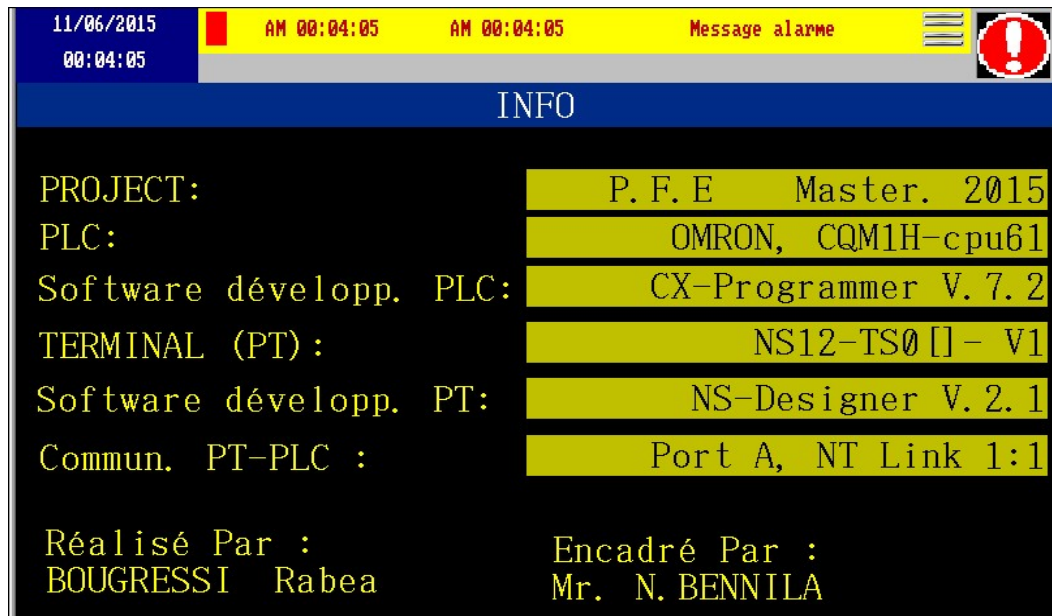 11/06/2015
00:04:05
AM 00:04:05 AM 00:04:05 Message alarme
INFO
PROJECT: P.F.E Master. 2015
PLC: OMRON, CQM1H-cpu61
Software développ. PLC: CX-Programmer V.7.2
TERMINAL (PT): NS12-TS0[]- V1
Software développ. PT: NS-Designer V.2.1
Commun. PT-PLC : Port A, NT Link 1:1
Réalisé Par :
BOUGRESSI Rabea
Encadré Par :
Mr. N.BENNILA